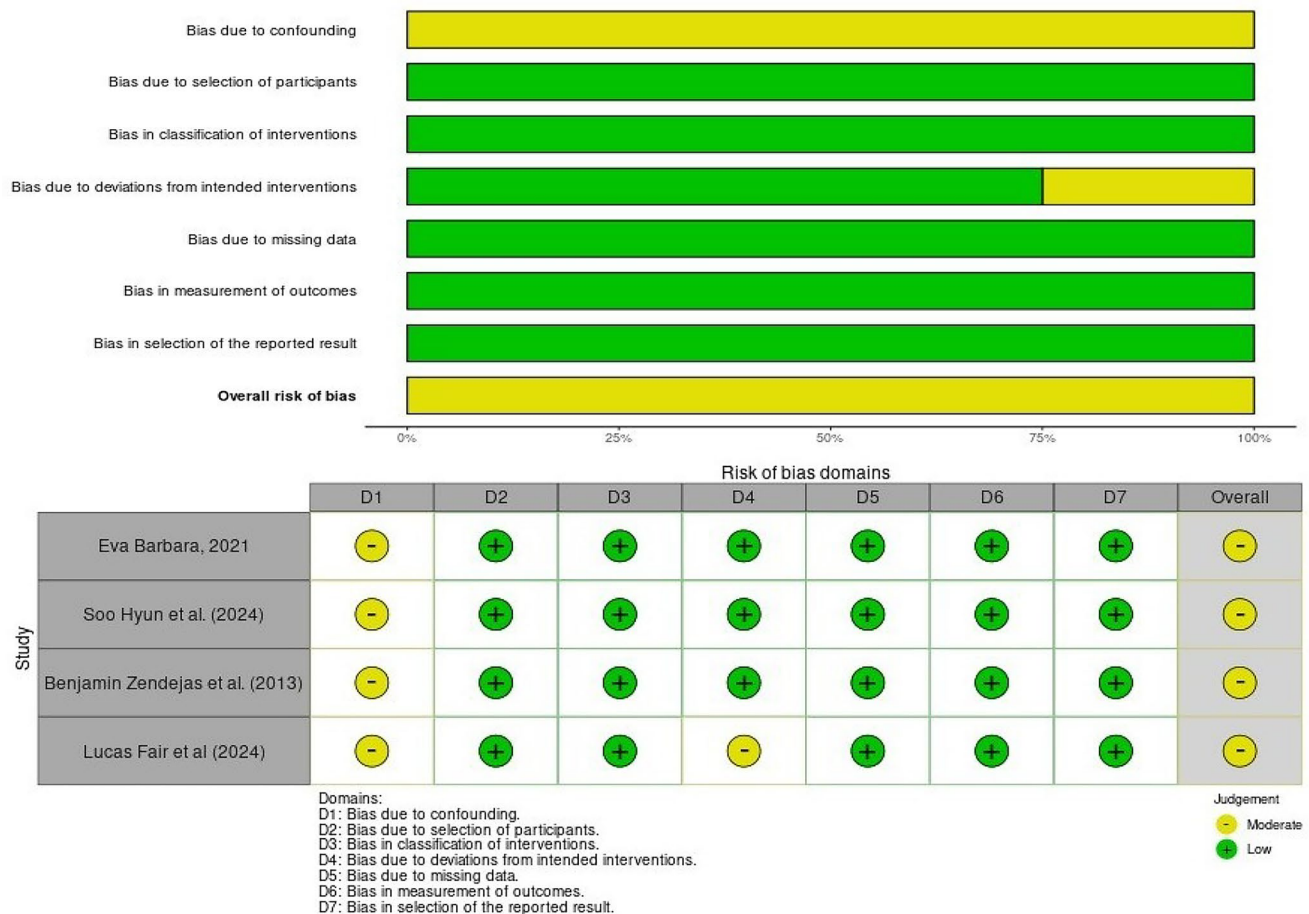 Bias due to confounding
Bias due to selection of participants
Bias in classification of interventions
Bias due to deviations from intended interventions
Bias due to missing data
Bias in measurement of outcomes
Bias in selection of the reported result
Overall risk of bias
0% 25% 50% 75% 100%
Risk of bias domains
D1 D2 D3 D4 D5 D6 D7 Overall
Study
Eva Barbara, 2021 - + + + + + + -
Soo Hyun et al. (2024) - + + + + + + -
Benjamin Zendejas et al. (2013) - + + + + + + -
Lucas Fair et al (2024) - + + - + + + -
Domains:
D1: Bias due to confounding.
D2: Bias due to selection of participants.
D3: Bias in classification of interventions.
D4: Bias due to deviations from intended interventions.
D5: Bias due to missing data.
D6: Bias in measurement of outcomes.
D7: Bias in selection of the reported result.
Judgement
- Moderate
+ Low